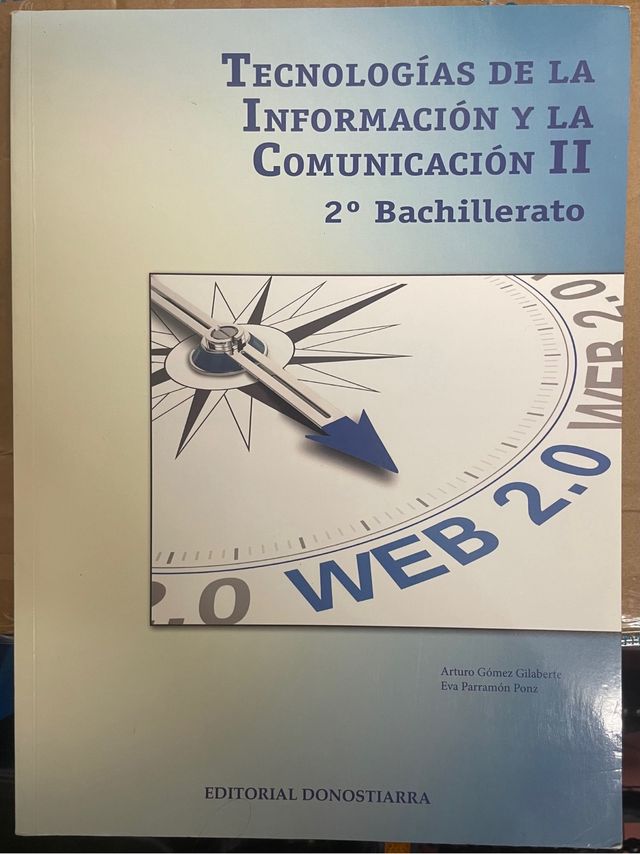 TECNOLOGÍAS DE LA
INFORMACIÓN Y LA
COMUNICACIÓN II
2º Bachillerato
WEB 2.0
2.0
WEB 2.0
Arturo Gómez Gilaberte
Eva Parramón Ponz
EDITORIAL DONOSTIARRA